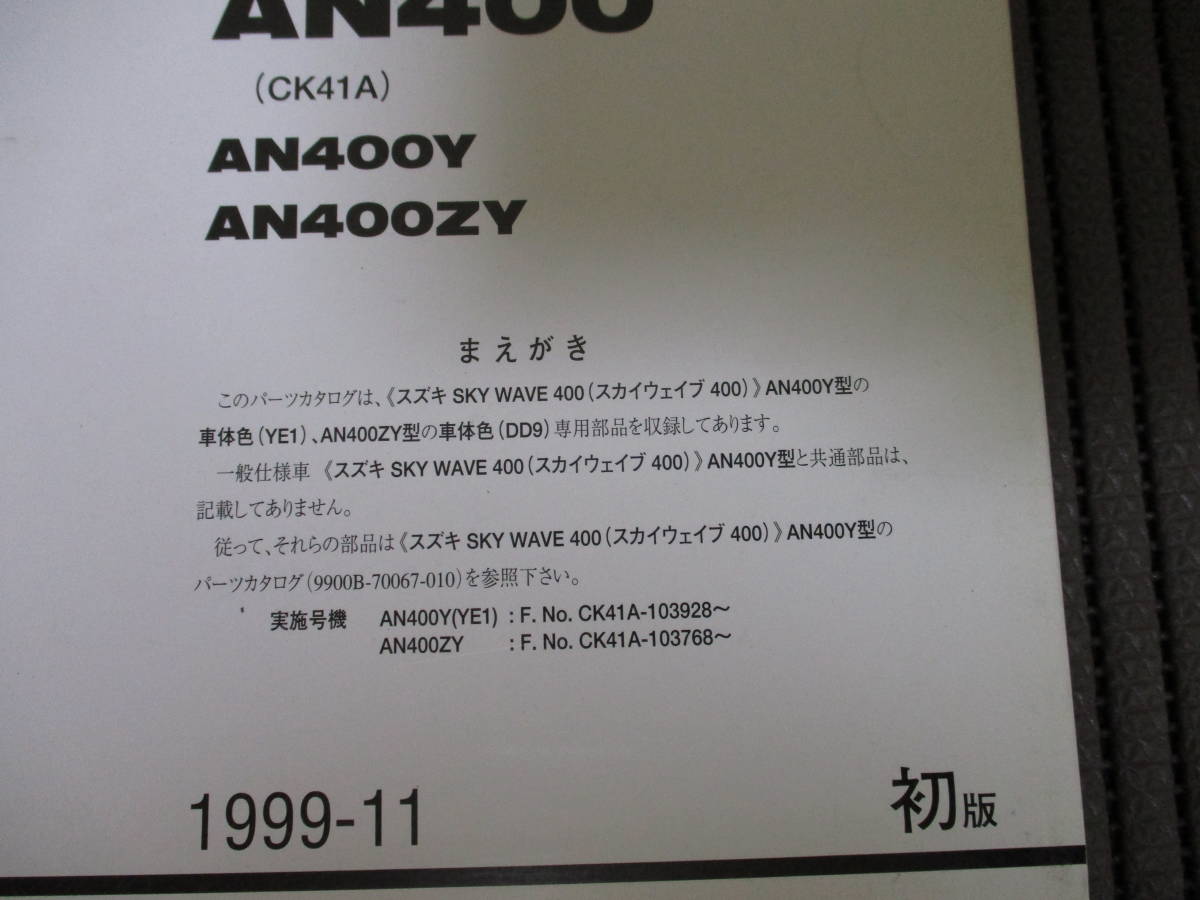 AN400
(CK41A)
AN400Y
AN400ZY
まえがき
このパーツカタログは、《スズキ SKY WAVE 400（スカイウェイブ 400）》AN400Y型の
車体色（YE1）、AN400ZY型の車体色（DD9）専用部品を収録してあります。
一般仕様車 《スズキ SKY WAVE 400（スカイウェイブ 400）》AN400Y型と共通部品は、
記載してありません。
従って、それらの部品は《スズキ SKY WAVE 400（スカイウェイブ 400）》AN400Y型の
パーツカタログ（9900B-70067-010）を参照下さい。
実施号機 AN400Y(YE1) : F. No. CK41A-103928～
AN400ZY : F. No. CK41A-103768～
1999-11 初版